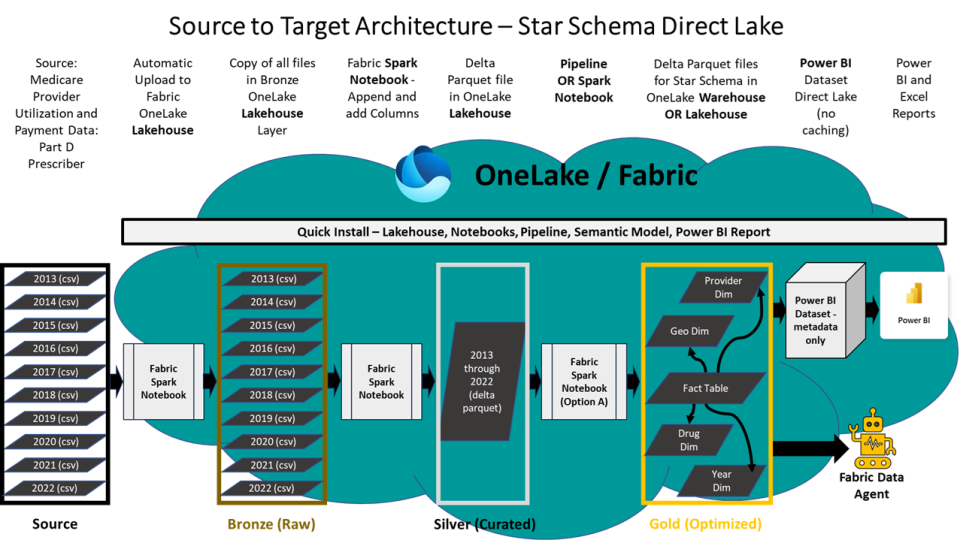 Source to Target Architecture – Star Schema Direct Lake
Source:
Medicare
Provider
Utilization and
Payment Data:
Part D
Prescriber
Automatic
Upload to
Fabric
OneLake
Lakehouse
Copy of all files
in Bronze
OneLake
Lakehouse
Layer
Fabric Spark
Notebook -
Append and
add Columns
Delta
Parquet file
in OneLake
Lakehouse
Pipeline
OR Spark
Notebook
Delta Parquet files
for Star Schema in
OneLake Warehouse
OR Lakehouse
Power BI
Dataset
Direct Lake
(no
caching)
Power
BI and
Excel
Reports
OneLake / Fabric
Quick Install – Lakehouse, Notebooks, Pipeline, Semantic Model, Power BI Report
2013 (csv)
2014 (csv)
2015 (csv)
2016 (csv)
2017 (csv)
2018 (csv)
2019 (csv)
2020 (csv)
2021 (csv)
2022 (csv)
Source
Fabric
Spark
Notebook
2013 (csv)
2014 (csv)
2015 (csv)
2016 (csv)
2017 (csv)
2018 (csv)
2019 (csv)
2020 (csv)
2021 (csv)
2022 (csv)
Bronze (Raw)
Fabric
Spark
Notebook
2013
through
2022
(delta
parquet)
Silver (Curated)
Fabric
Spark
Notebook
(Option A)
Provider
Dim
Geo Dim
Fact Table
Drug
Dim
Year
Dim
Gold (Optimized)
Power BI
Dataset -
metadata
only
Power BI
Fabric Data
Agent